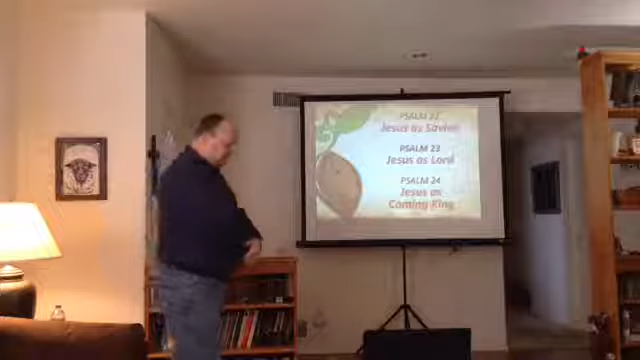 PSALM 22
Jesus as Savior
PSALM 23
Jesus as Lord
PSALM 24
Jesus as
Coming King